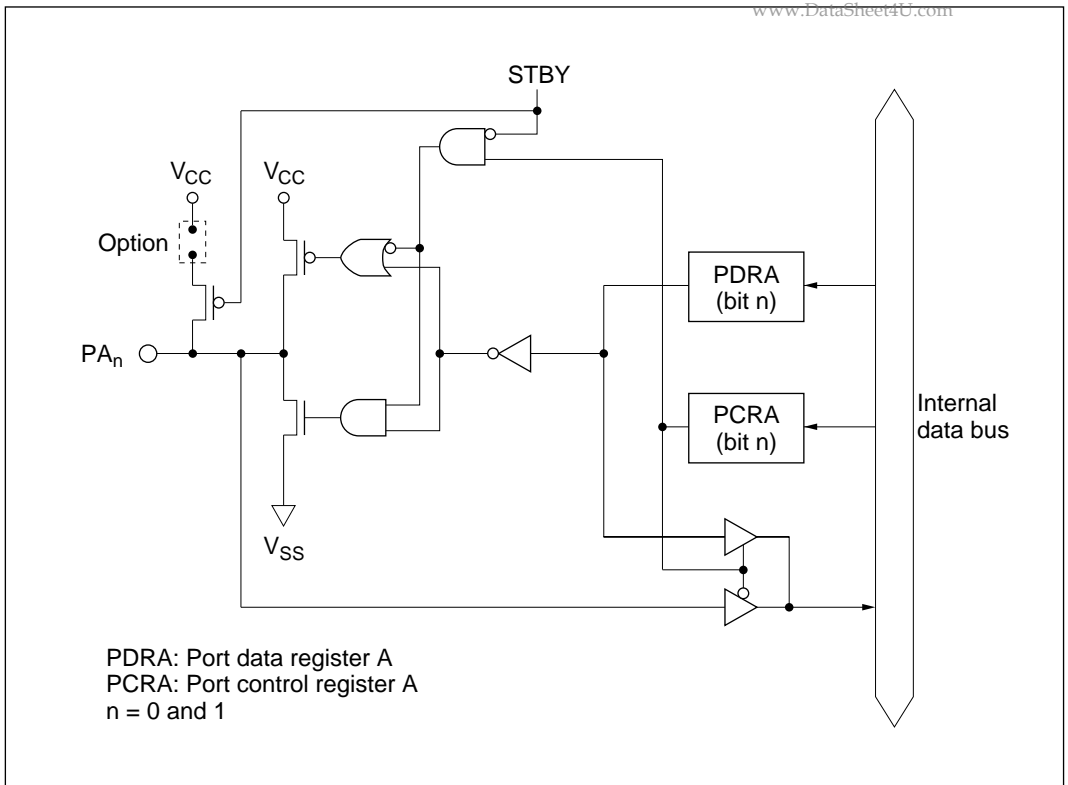 www.DataSheet4U.com
STBY
VCC
VCC
Option
PDRA
(bit n)
PAn
PCRA
(bit n)
Internal
data bus
VSS
PDRA: Port data register A
PCRA: Port control register A
n = 0 and 1